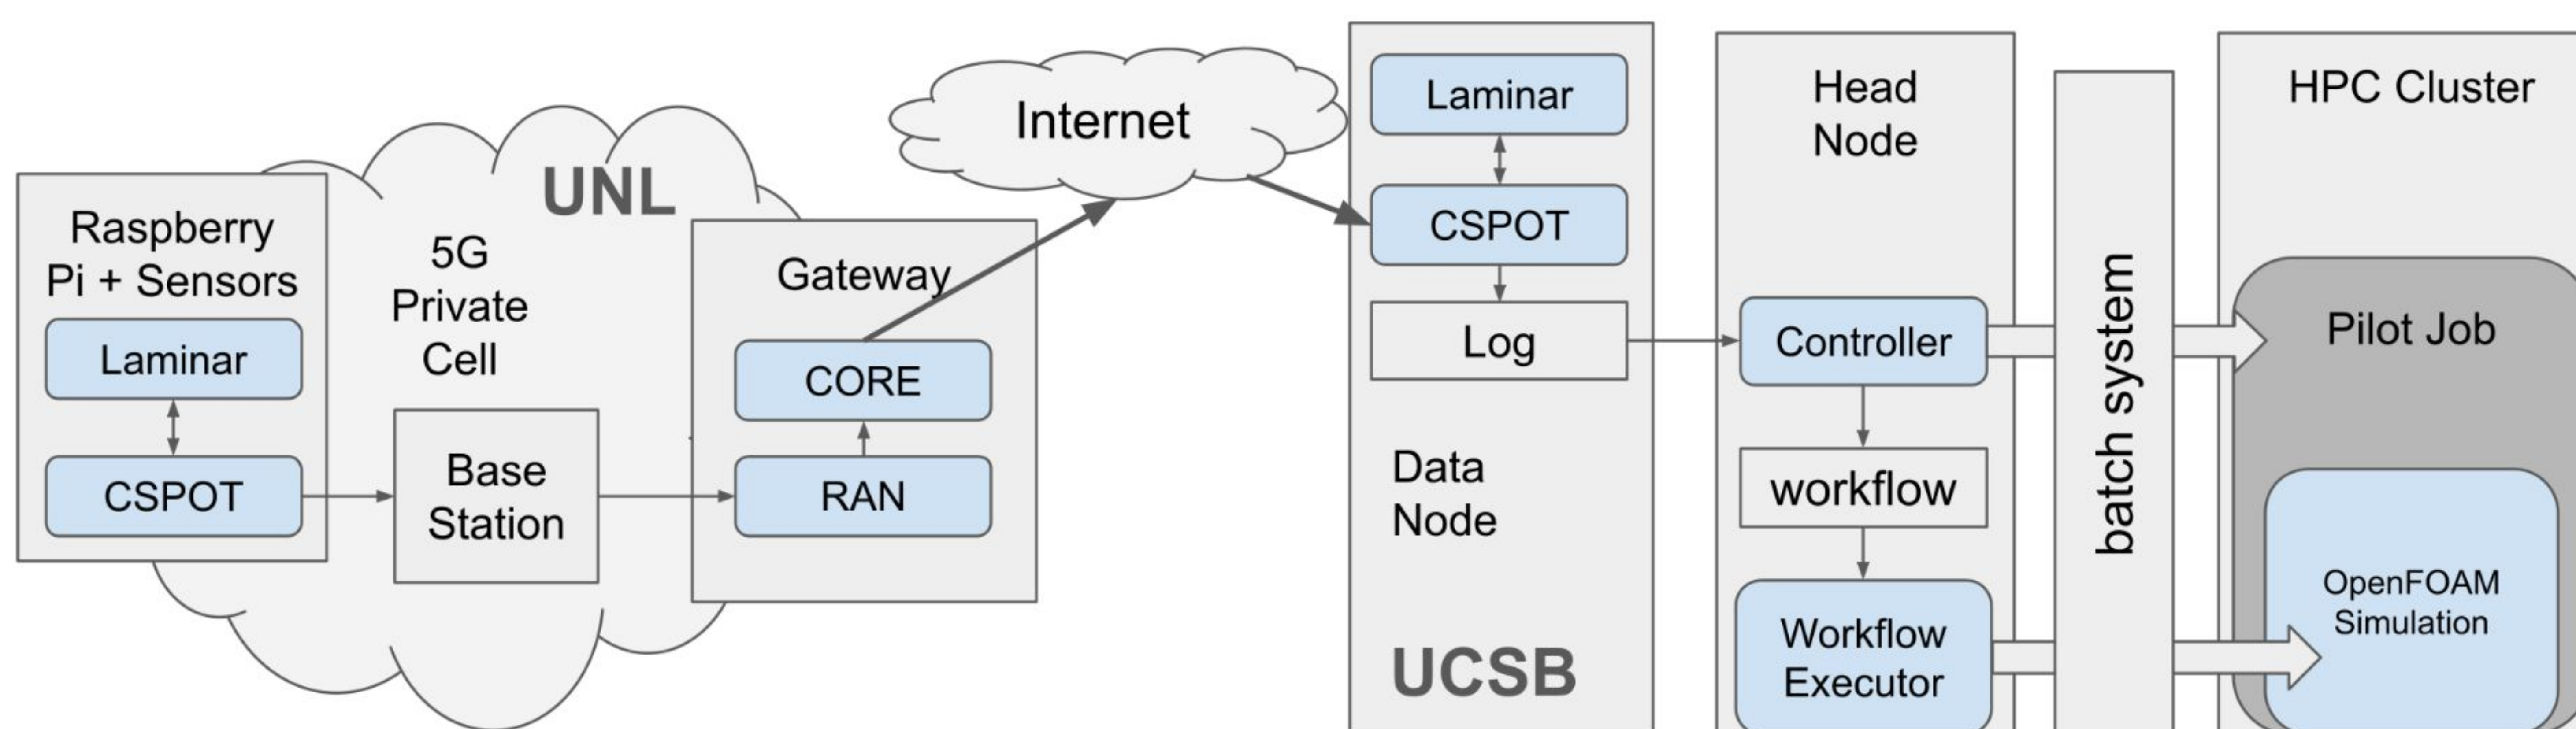 UNL
Raspberry
Pi + Sensors
Laminar
CSPOT
5G
Private
Cell
Base
Station
Gateway
CORE
RAN
Internet
Laminar
CSPOT
Log
Data
Node
UCSB
Head
Node
Controller
workflow
Workflow
Executor
batch system
HPC Cluster
Pilot Job
OpenFOAM
Simulation